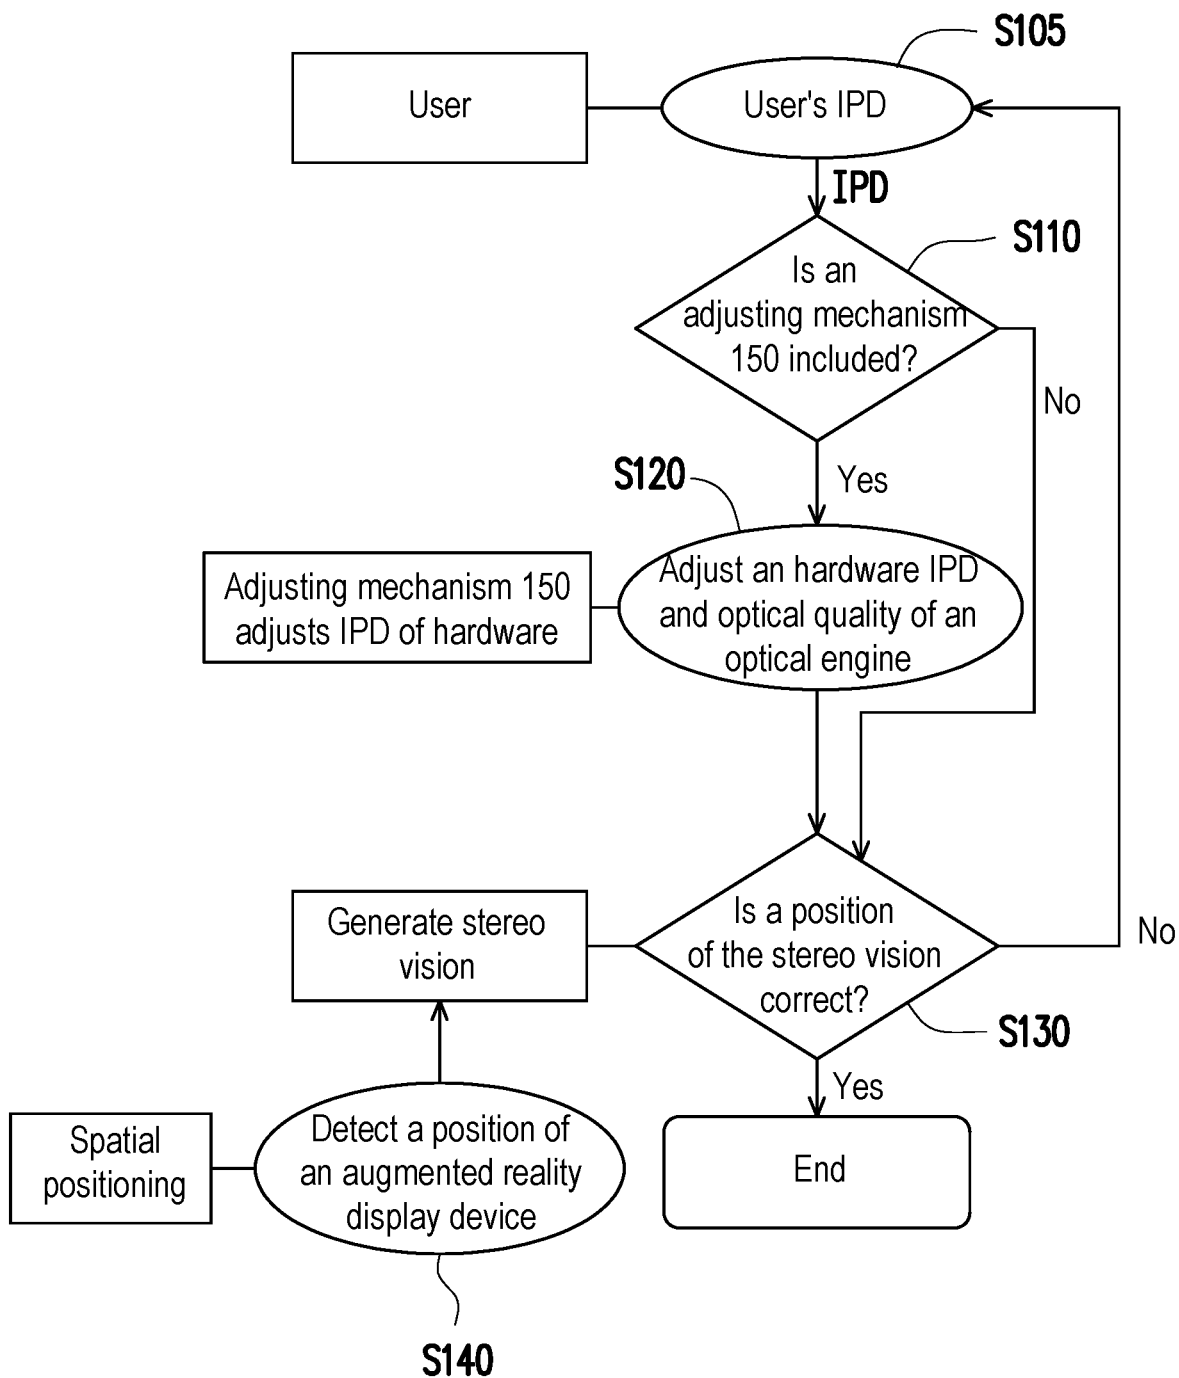 S105
User
User's IPD
IPD
S110
Is an
adjusting mechanism
150 included?
No
S120
Yes
Adjusting mechanism 150
adjusts IPD of hardware
Adjust an hardware IPD
and optical quality of an
optical engine
Generate stereo
vision
Is a position
of the stereo vision
correct?
No
S130
Yes
Spatial
positioning
Detect a position of
an augmented reality
display device
End
S140